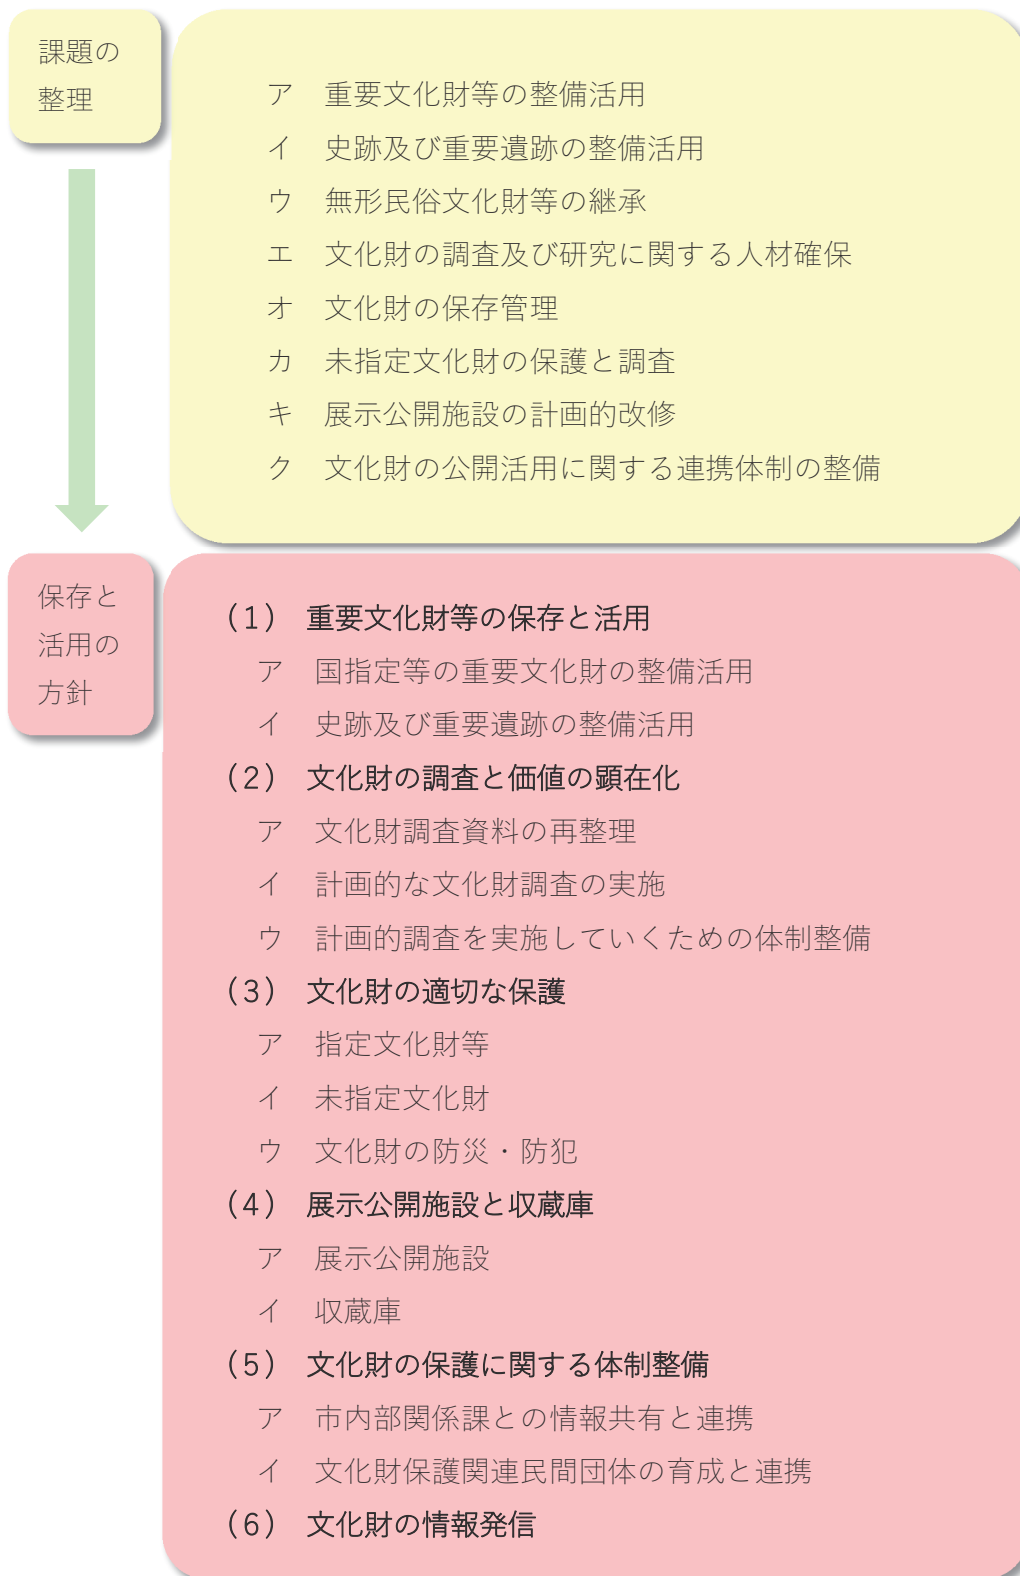 課題の
整理
ア　重要文化財等の整備活用
イ　史跡及び重要遺跡の整備活用
ウ　無形民俗文化財等の継承
エ　文化財の調査及び研究に関する人材確保
オ　文化財の保存管理
カ　未指定文化財の保護と調査
キ　展示公開施設の計画的改修
ク　文化財の公開活用に関する連携体制の整備
保存と
活用の
方針
（1）　重要文化財等の保存と活用
ア　国指定等の重要文化財の整備活用
イ　史跡及び重要遺跡の整備活用
（2）　文化財の調査と価値の顕在化
ア　文化財調査資料の再整理
イ　計画的な文化財調査の実施
ウ　計画的調査を実施していくための体制整備
（3）　文化財の適切な保護
ア　指定文化財等
イ　未指定文化財
ウ　文化財の防災・防犯
（4）　展示公開施設と収蔵庫
ア　展示公開施設
イ　収蔵庫
（5）　文化財の保護に関する体制整備
ア　市内部関係課との情報共有と連携
イ　文化財保護関連民間団体の育成と連携
（6）　文化財の情報発信